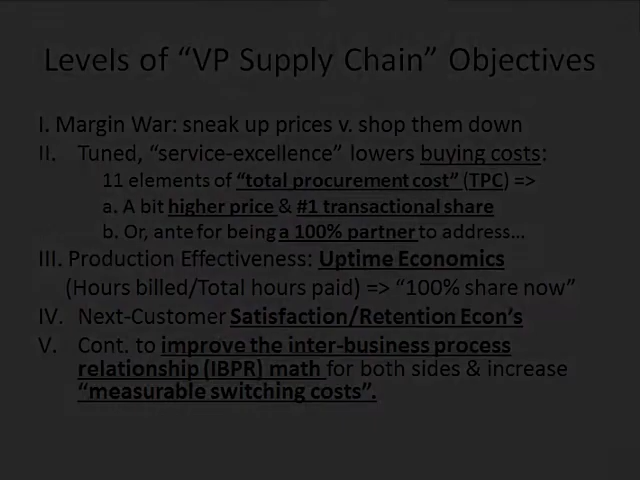 Levels of “VP Supply Chain” Objectives
I. Margin War: sneak up prices v. shop them down
II. Tuned, “service-excellence” lowers buying costs:
11 elements of “total procurement cost” (TPC) =>
a. A bit higher price & #1 transactional share
b. Or, ante for being a 100% partner to address…
III. Production Effectiveness: Uptime Economics
(Hours billed/Total hours paid) => “100% share now”
IV. Next-Customer Satisfaction/Retention Econ’s
V. Cont. to improve the inter-business process
relationship (IBPR) math for both sides & increase
“measurable switching costs”.